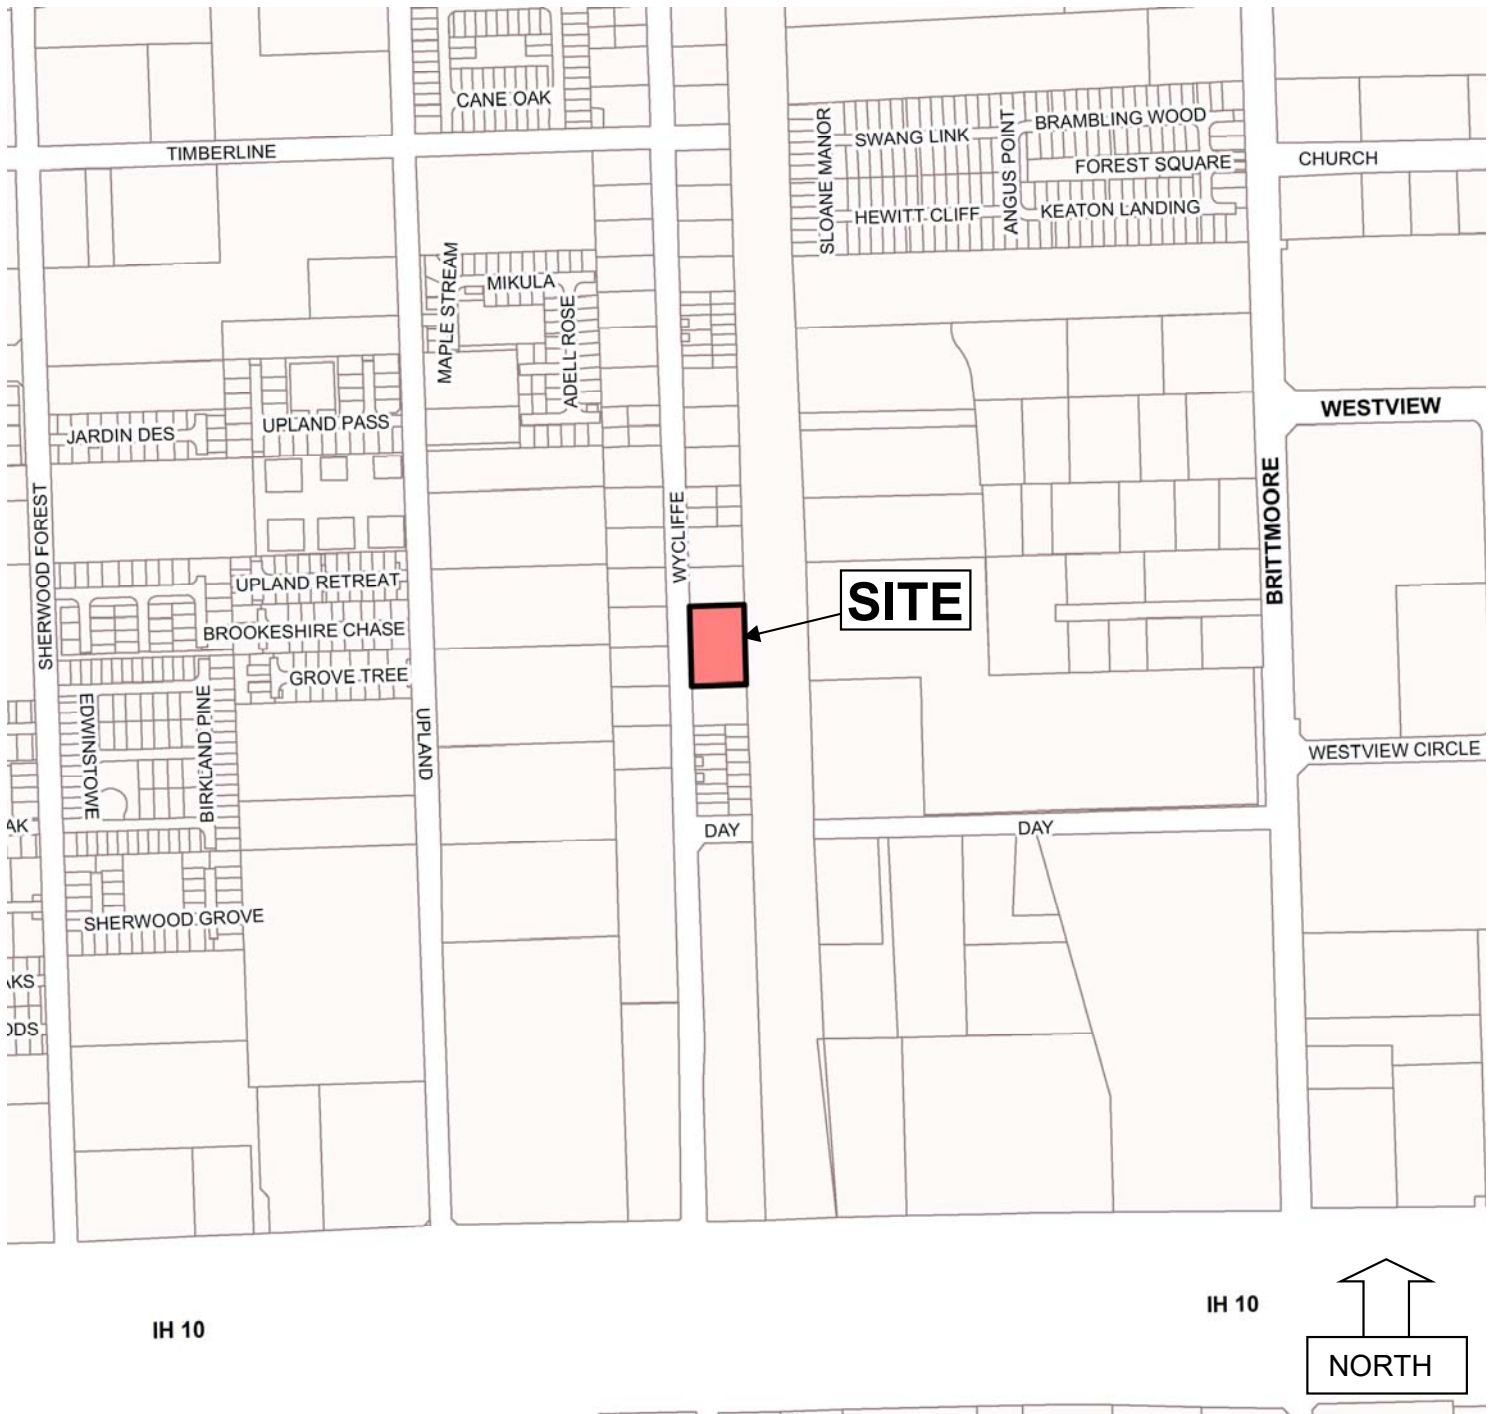 CANE OAK
TIMBERLINE
SLOANE MANOR
SWANG LINK
ANGUS POINT
BRAMBLING WOOD
FOREST SQUARE
CHURCH
HEWITT CLIFF
KEATON LANDING
MAPLE STREAM
MIKULA
ADELL ROSE
JARDIN DES
UPLAND PASS
WESTVIEW
SHERWOOD FOREST
WYCLIFFE
BRITTMOORE
UPLAND RETREAT
SITE
BROOKESHIRE CHASE
GROVE TREE
EDWINSTOWE
BIRKLAND PINE
UPLAND
WESTVIEW CIRCLE
AK
DAY
DAY
SHERWOOD GROVE
AKS
ODS
IH 10
IH 10
NORTH